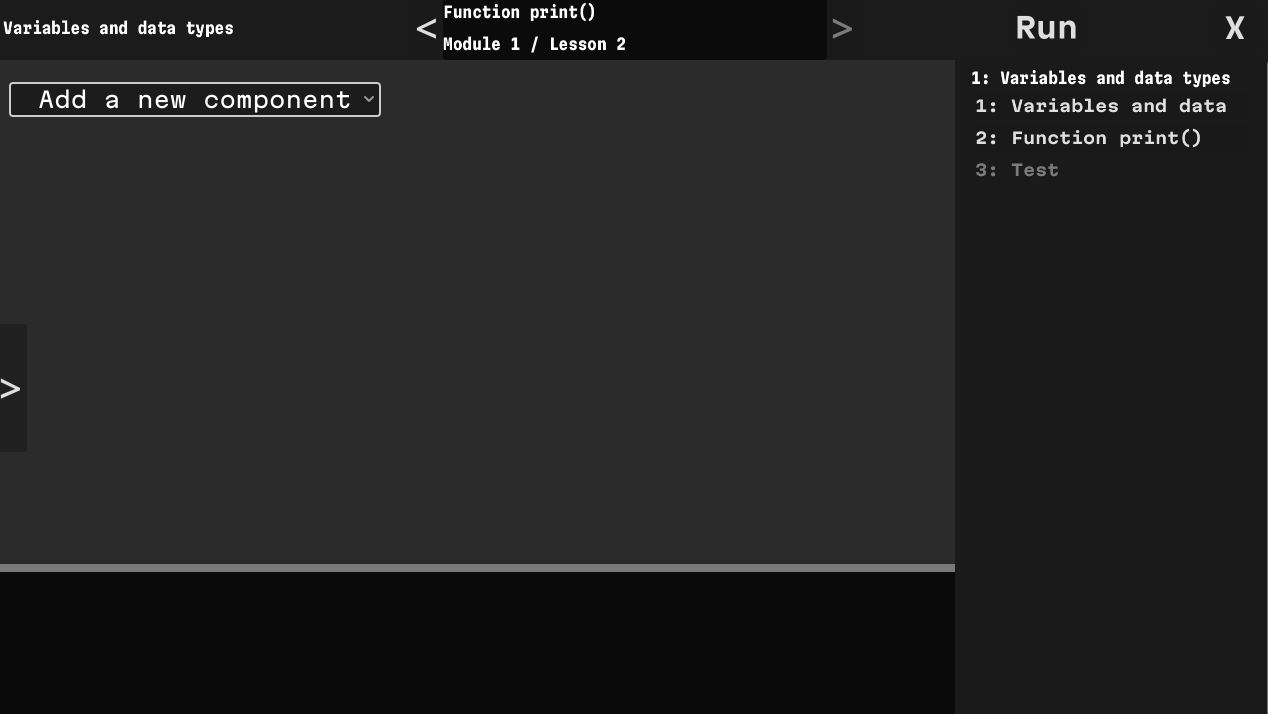 Variables and data types
<
Function print()
Module 1 / Lesson 2
>
Run
X
Add a new component
1: Variables and data types
1: Variables and data
2: Function print()
3: Test
>